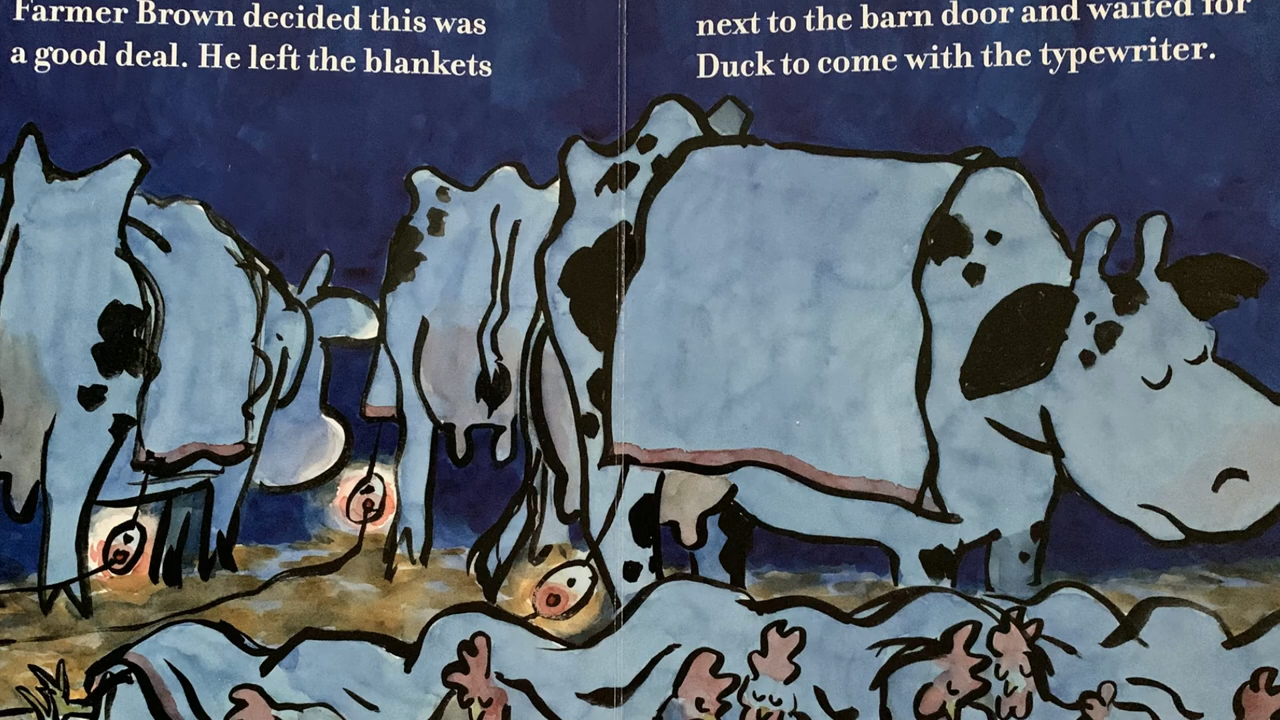 Farmer Brown decided this was
a good deal. He left the blankets
next to the barn door and waited for
Duck to come with the typewriter.